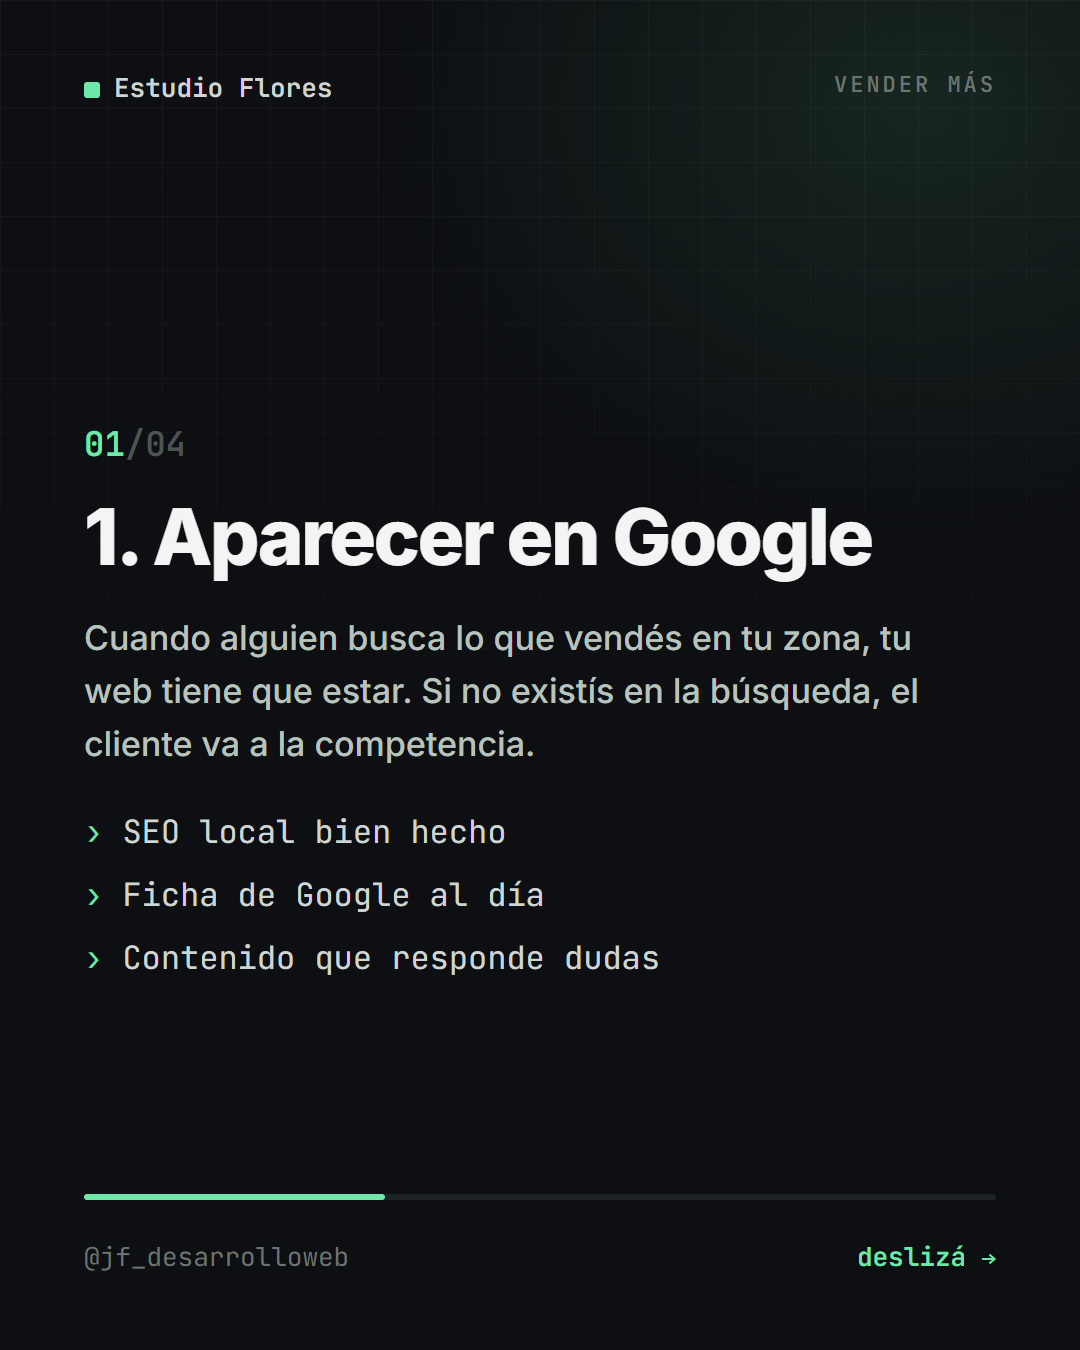 Estudio Flores
VENDER MÁS
01/04
1. Aparecer en Google
Cuando alguien busca lo que vendés en tu zona, tu
web tiene que estar. Si no existís en la búsqueda, el
cliente va a la competencia.
› SEO local bien hecho
› Ficha de Google al día
› Contenido que responde dudas
@jf_desarrolloweb
deslizá →